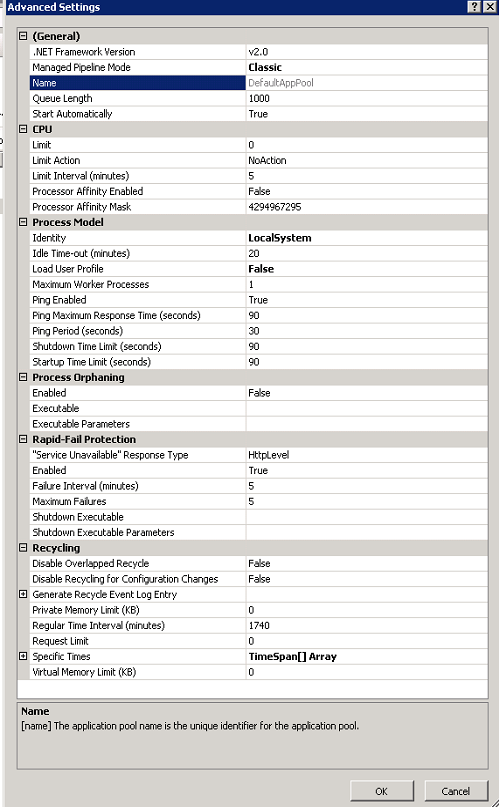 Advanced Settings
(General)
.NET Framework Version v2.0
Managed Pipeline Mode Classic
Name DefaultAppPool
Queue Length 1000
Start Automatically True
CPU
Limit 0
Limit Action NoAction
Limit Interval (minutes) 5
Processor Affinity Enabled False
Processor Affinity Mask 4294967295
Process Model
Identity LocalSystem
Idle Time-out (minutes) 20
Load User Profile False
Maximum Worker Processes 1
Ping Enabled True
Ping Maximum Response Time (seconds) 90
Ping Period (seconds) 30
Shutdown Time Limit (seconds) 90
Startup Time Limit (seconds) 90
Process Orphaning
Enabled False
Executable
Executable Parameters
Rapid-Fail Protection
"Service Unavailable" Response Type HttpLevel
Enabled True
Failure Interval (minutes) 5
Maximum Failures 5
Shutdown Executable
Shutdown Executable Parameters
Recycling
Disable Overlapped Recycle False
Disable Recycling for Configuration Changes False
Generate Recycle Event Log Entry
Private Memory Limit (KB) 0
Regular Time Interval (minutes) 1740
Request Limit 0
Specific Times TimeSpan[] Array
Virtual Memory Limit (KB) 0
Name
[name] The application pool name is the unique identifier for the application pool.
OK Cancel